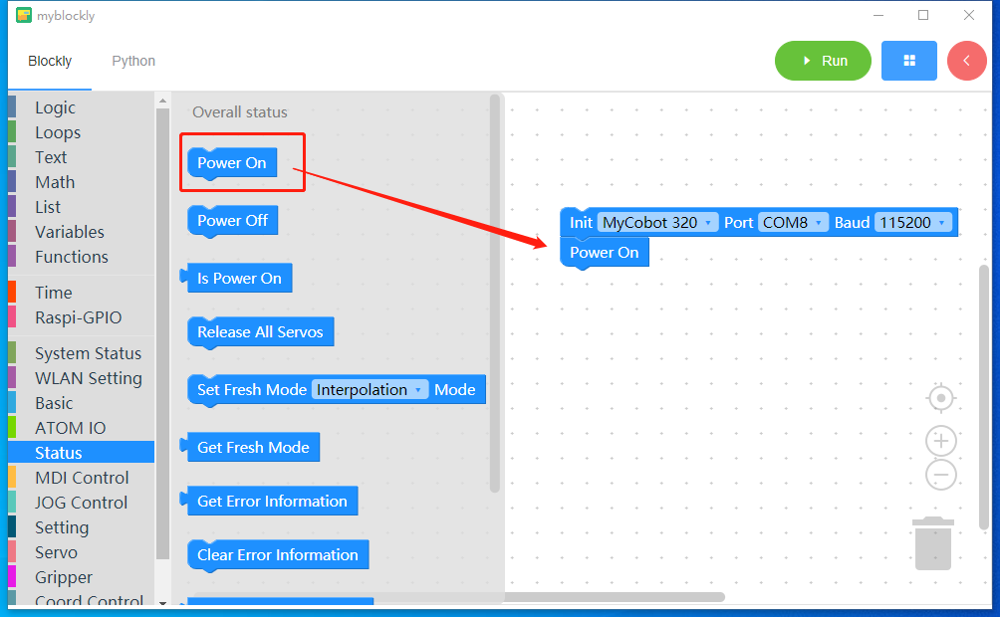 myblockly
Blockly
Python
Run
Logic
Loops
Text
Math
List
Variables
Functions
Time
Raspi-GPIO
System Status
WLAN Setting
Basic
ATOM IO
Status
MDI Control
JOG Control
Setting
Servo
Gripper
Coord Control
Overall status
Power On
Power Off
Is Power On
Release All Servos
Set Fresh Mode Interpolation Mode
Get Fresh Mode
Get Error Information
Clear Error Information
Init MyCobot 320 Port COM8 Baud 115200
Power On